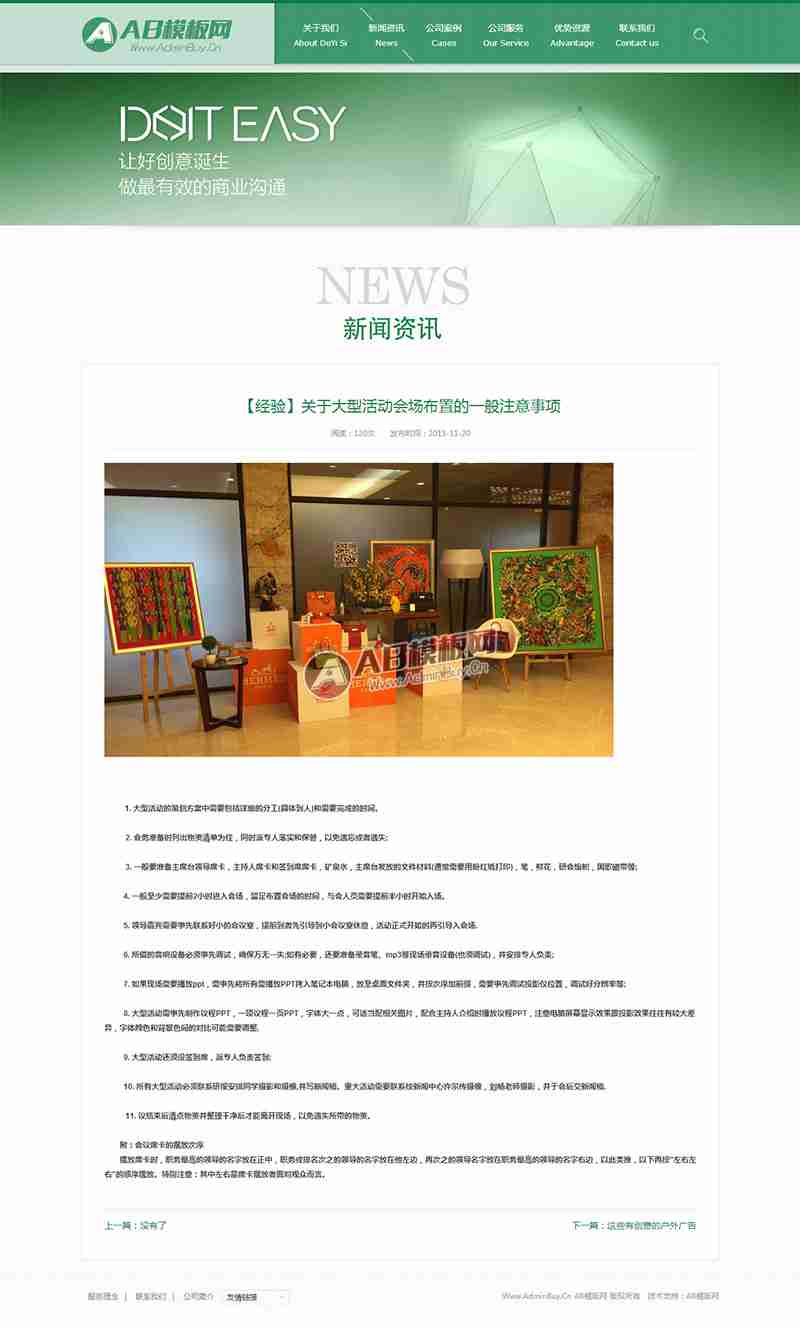 AB模板网
Www.AdminBuy.Cn
关于我们 新闻资讯 公司案例 公司服务 优势资源 联系我们
About DoYi Si News Cases Our Service Advantage Contact us
DOIT EASY
让好创意诞生
做最有效的商业沟通
NEWS
新闻资讯
【经验】关于大型活动会场布置的一般注意事项
阅读：120次 发布时间：2013-11-20
AB模板网
Www.AdminBuy.Cn
1. 大型活动的策划方案中需要包括详细的分工(具体到人)和需要完成的时间。
2. 会务准备时列出物资清单为佳，同时派专人落实和保管，以免遗忘或者遗失;
3. 一般要准备主席台领导席卡，主持人席卡和签到席席卡，矿泉水，主席台被放的文件材料(通常需要用粉红纸打印)，笔，鲜花，研会旗帜，国歌磁带等;
4. 一般至少需要提前2小时进入会场，留足布置会场的时间，与会人员需要提前半小时开始入场。
5. 领导嘉宾需要事先联系好小的会议室，提前到者先引导到小会议室休息，活动正式开始时再引导入会场.
6. 所借的音响设备必须事先调试，确保万无一失;如有必要，还要准备录音笔、mp3等现场录音设备(也须调试)，并安排专人负责;
7. 如果现场需要播放ppt，需事先将所有需播放PPT拷入笔记本电脑，放至桌面文件夹，并按次序加前缀，需要事先调试投影仪位置，调试好分辨率等;
8. 大型活动需事先制作议程PPT，一项议程一页PPT，字体大一点，可适当配相关图片，配合主持人介绍时播放议程PPT，注意电脑屏幕显示效果跟投影效果往往有较大差
异，字体颜色和背景色间的对比可能需要调整.
9. 大型活动还须设签到席，派专人负责签到;
10. 所有大型活动必须联系研报安排同学摄影和摄像,并写新闻稿。重大活动需要联系校新闻中心许尔传摄像，刘畅老师摄影，并于会后交新闻稿.
11. 议结束后清点物资并整理干净后才能离开现场，以免遗失所带的物资。
附：会议席卡的摆放次序
摆放席卡时，职务最高的领导的名字放在正中，职务或排名次之的领导的名字放在他左边，再次之的领导名字放在职务最高的领导的名字右边，以此类推，以下再按“左右左
右”的顺序摆放。特别注意：其中左右是席卡摆放者面对观众而言。
上一篇：没有了 下一篇：这些有创意的户外广告
服务理念 | 联系我们 | 公司简介 友情链接 Www.AdminBuy.Cn AB模板网 版权所有 技术支持：AB模板网